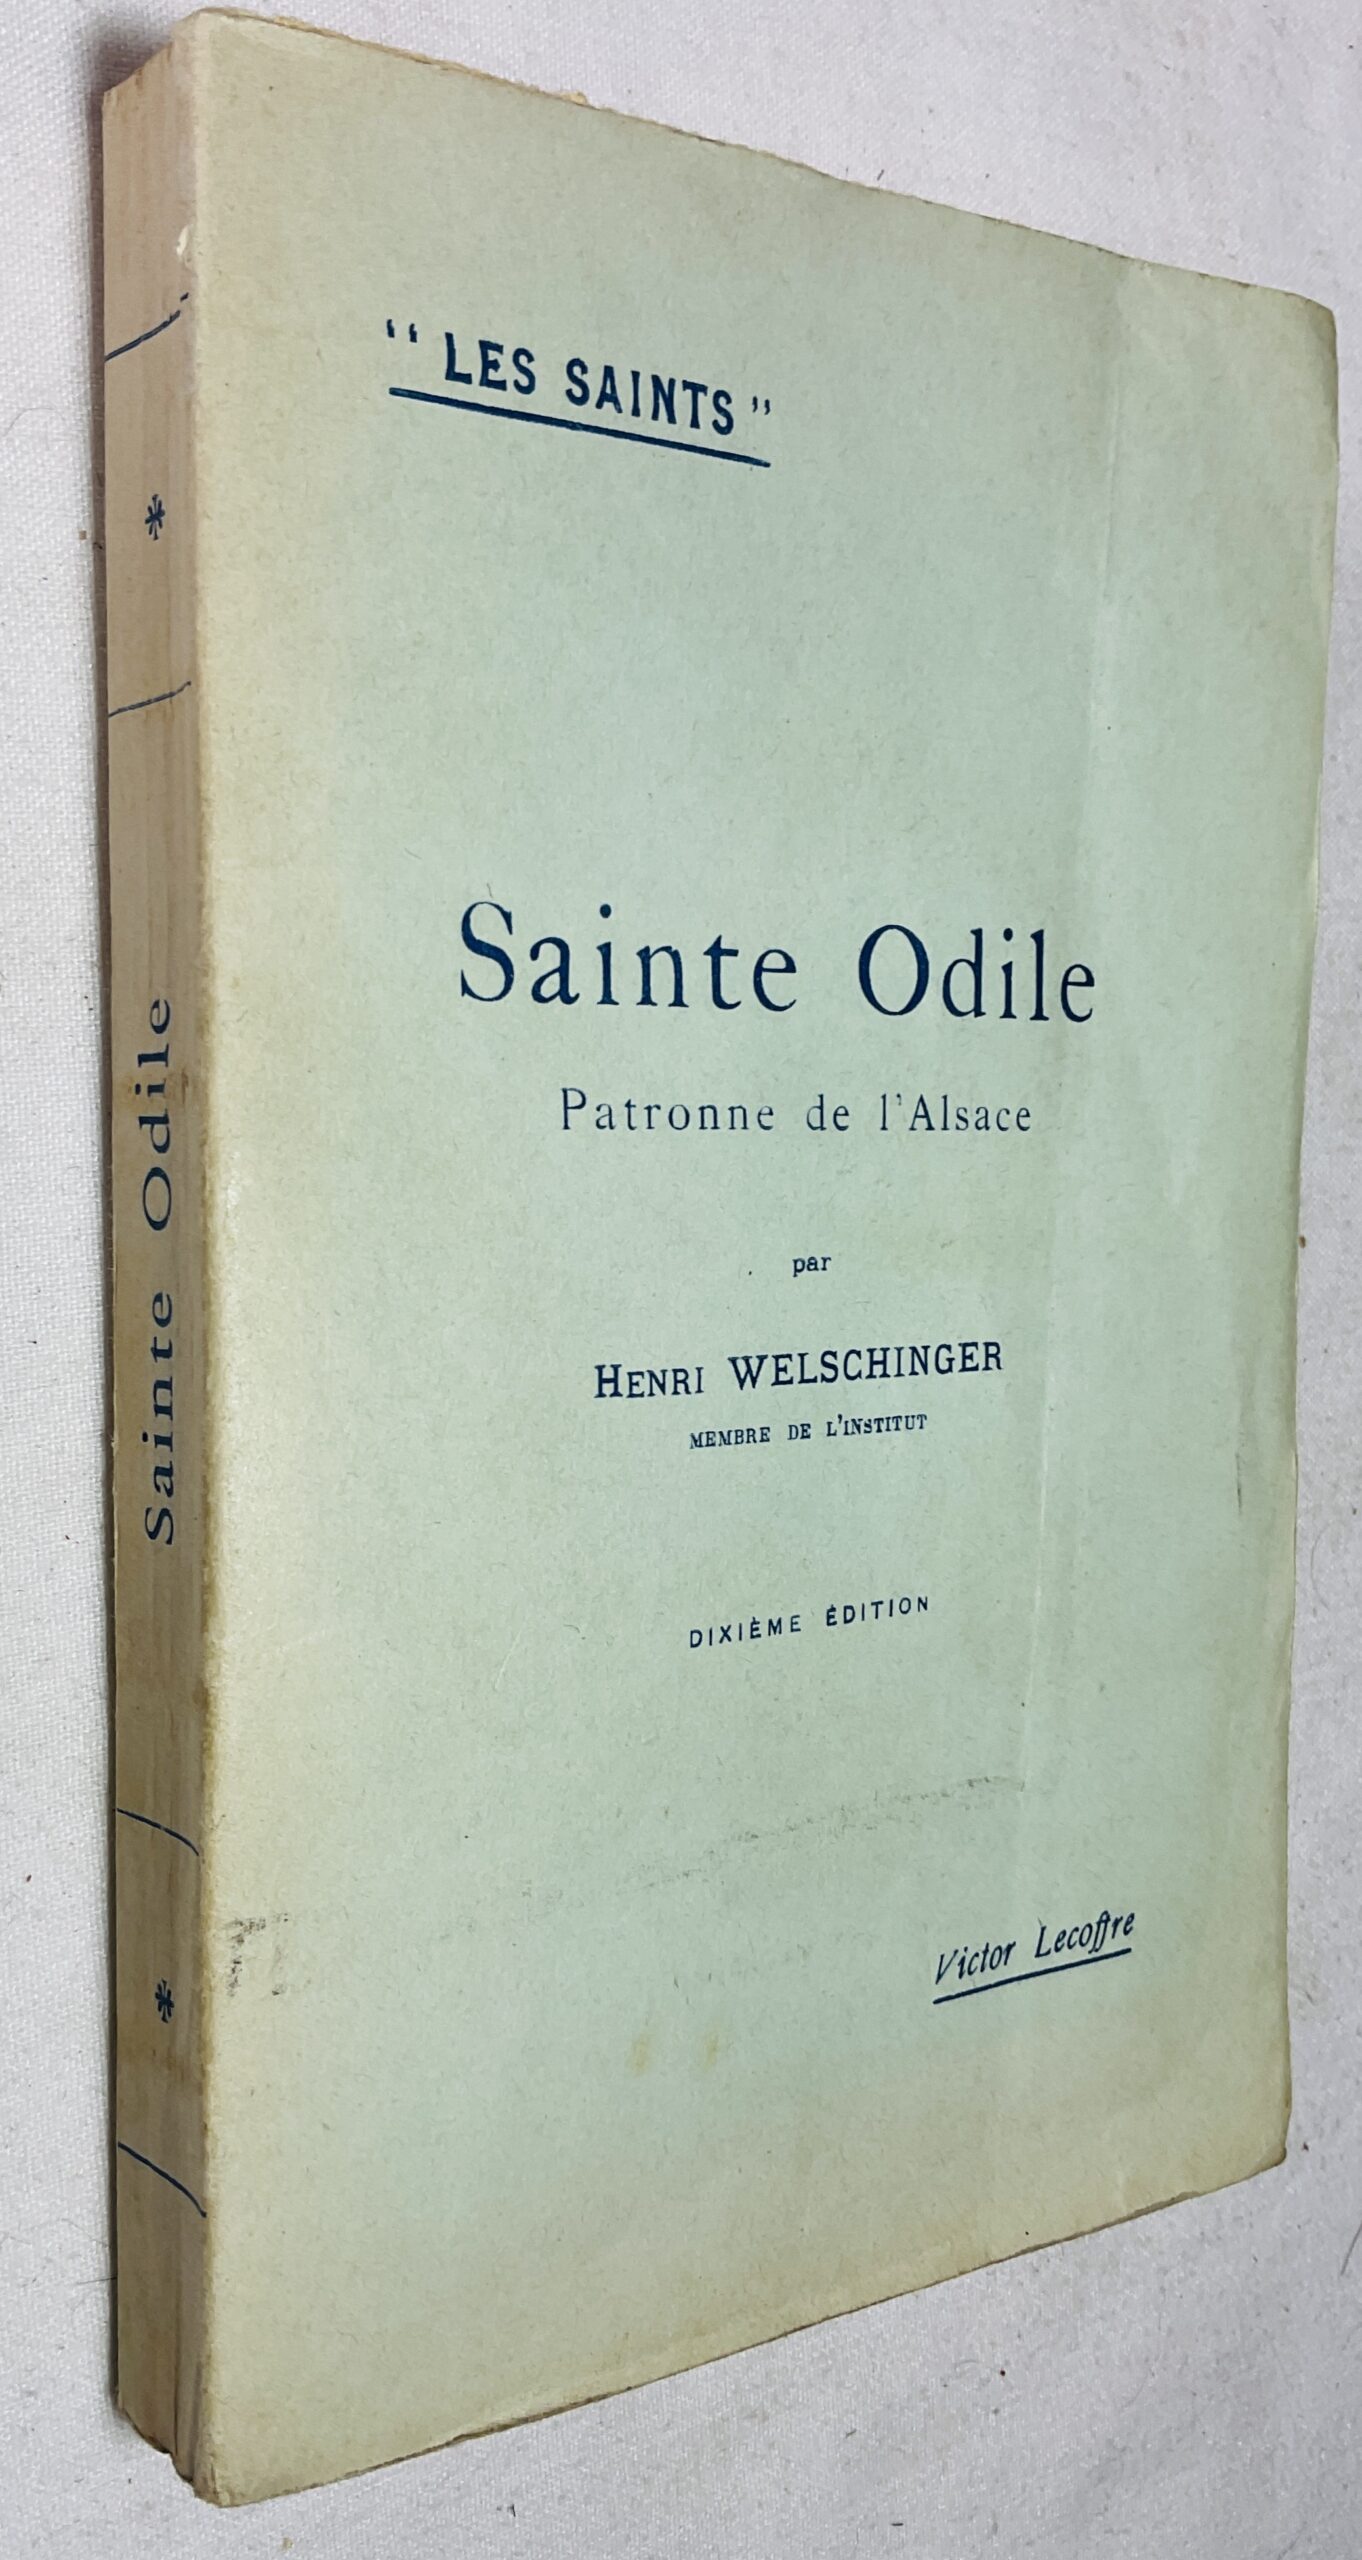 “ LES SAINTS ”
Sainte Odile
Patronne de l'Alsace
par
HENRI WELSCHINGER
MEMBRE DE L'INSTITUT
DIXIÈME ÉDITION
Victor Lecoffre
* Sainte Odile *